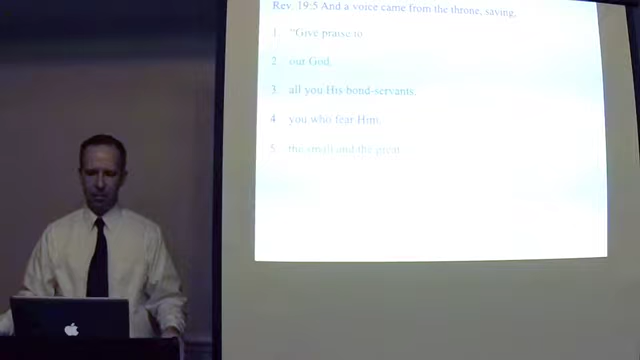 Rev. 19:5 And a voice came from the throne, saying,
1. "Give praise to
2. our God,
3. all you His bond-servants,
4. you who fear Him,
5. the small and the great